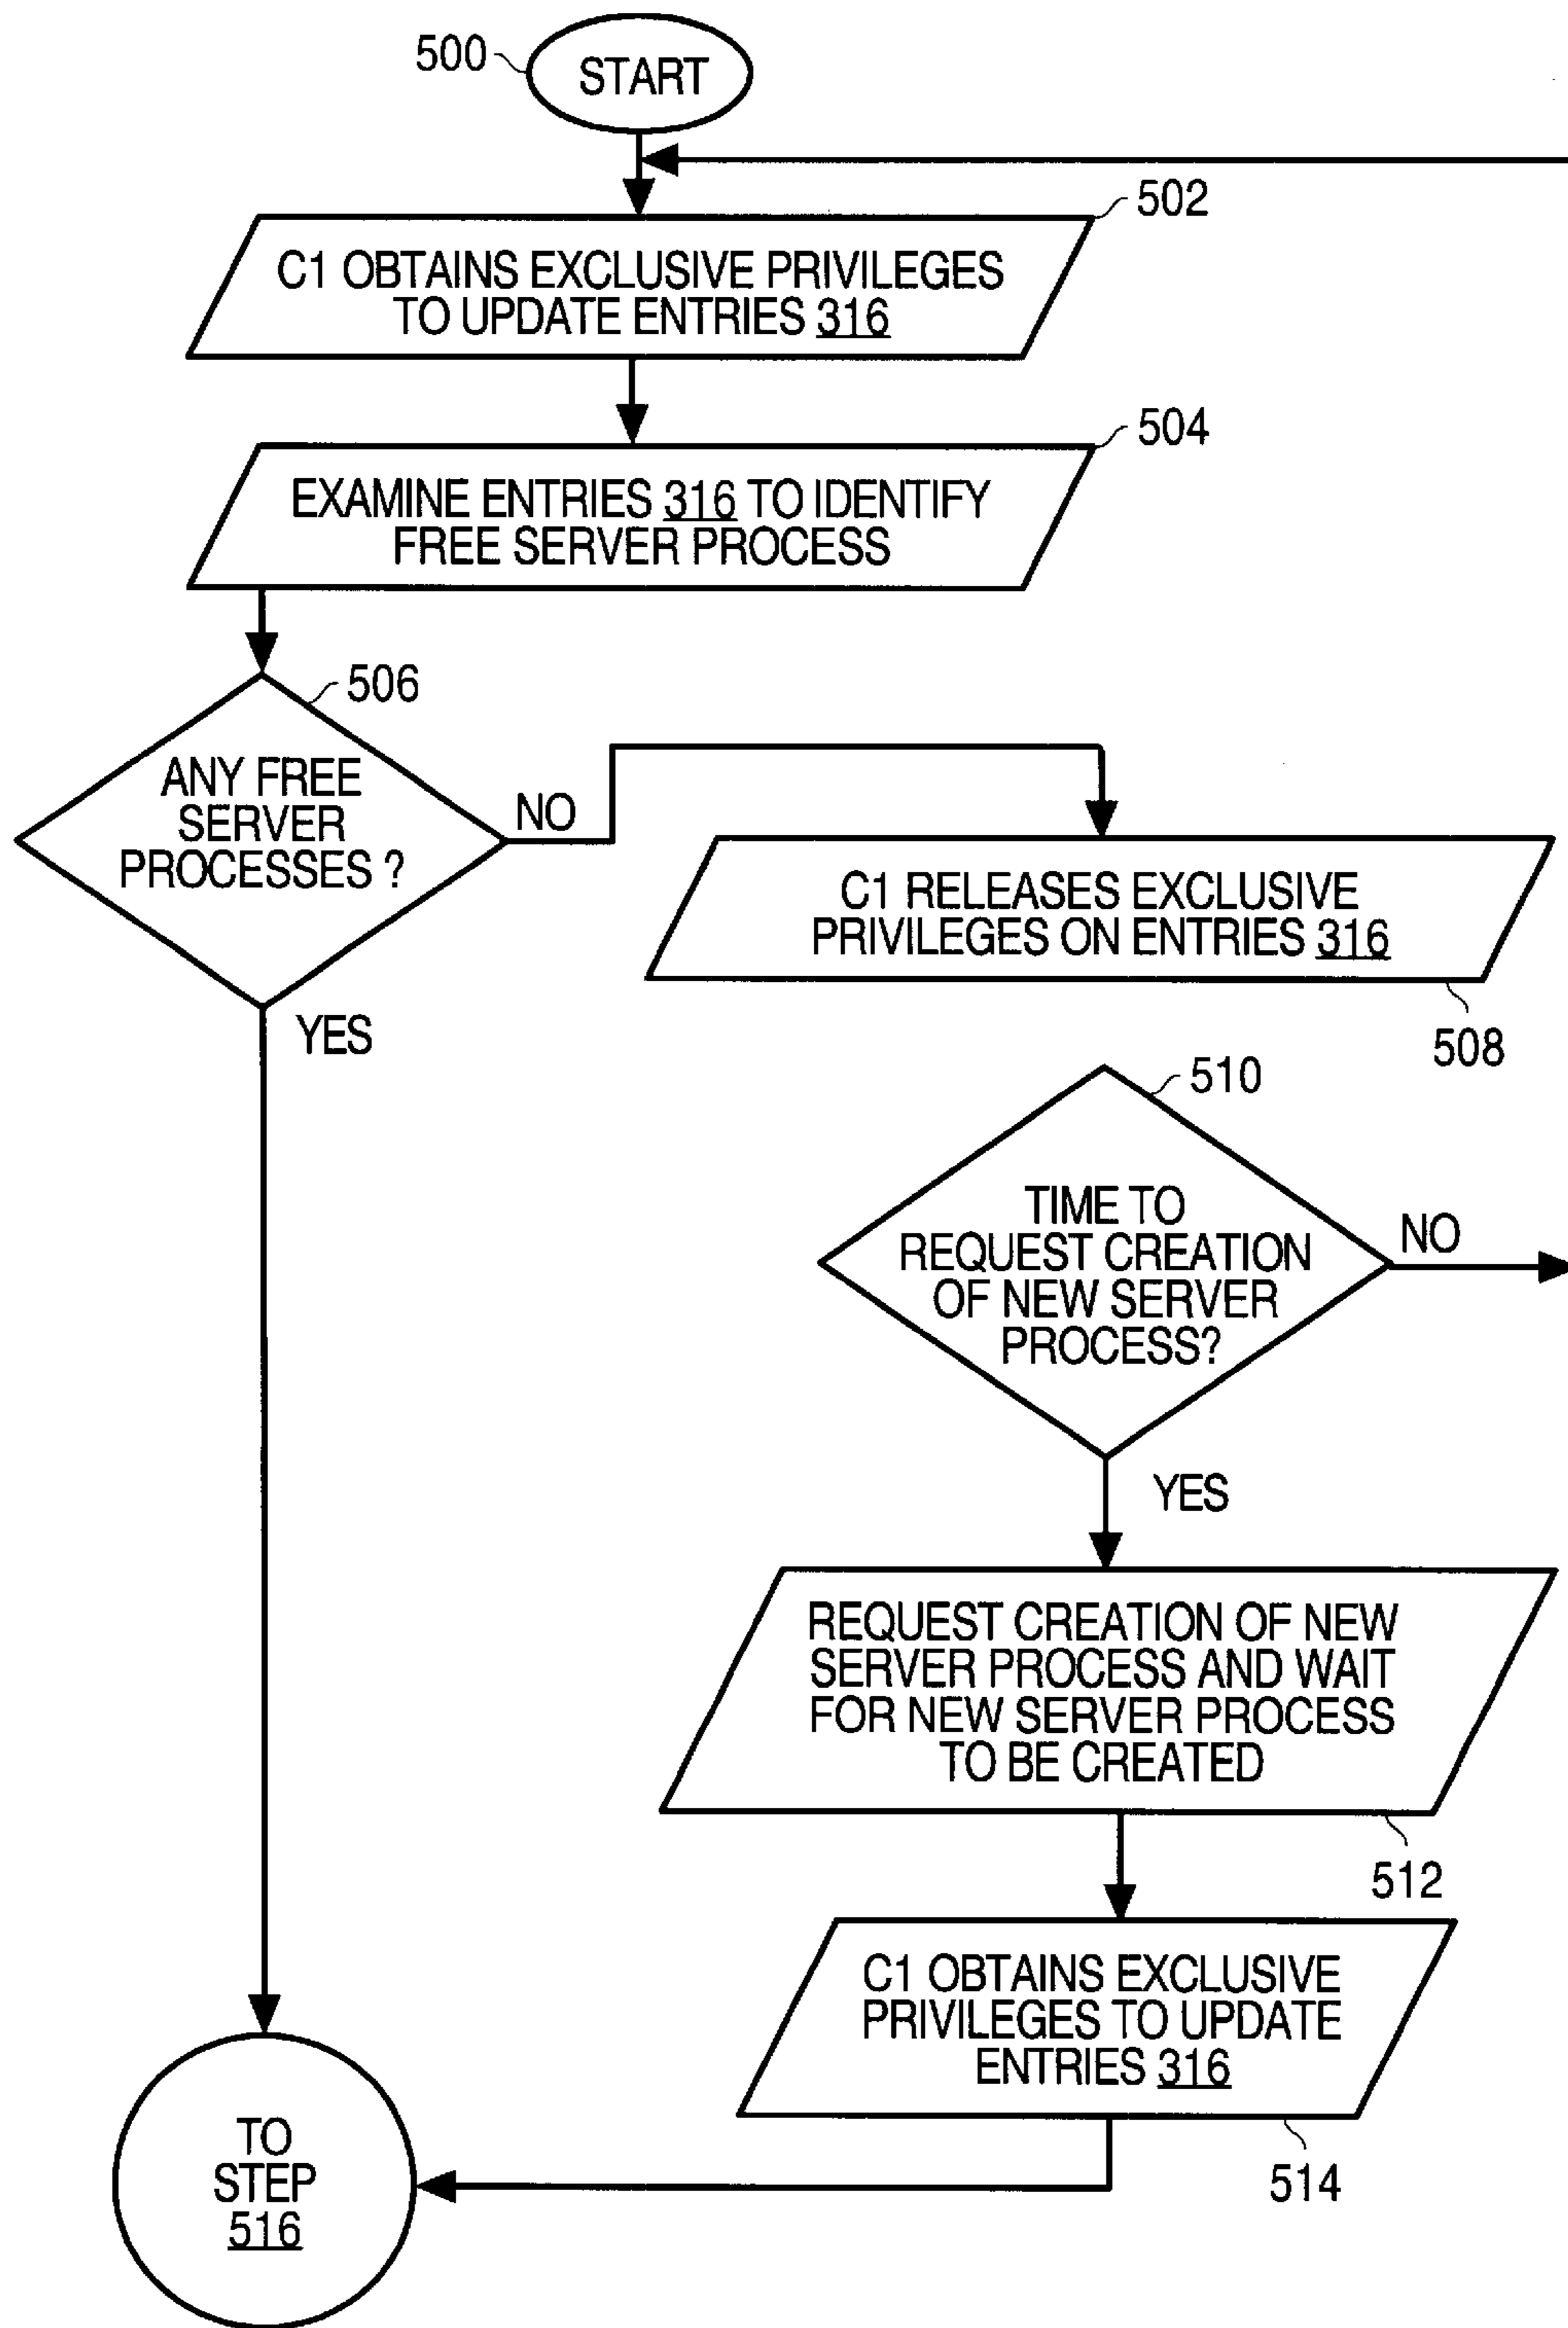 500
START
502
C1 OBTAINS EXCLUSIVE PRIVILEGES
TO UPDATE ENTRIES 316
504
EXAMINE ENTRIES 316 TO IDENTIFY
FREE SERVER PROCESS
506
ANY FREE
SERVER
PROCESSES ?
NO
YES
C1 RELEASES EXCLUSIVE
PRIVILEGES ON ENTRIES 316
508
510
TIME TO
REQUEST CREATION
OF NEW SERVER
PROCESS?
NO
YES
REQUEST CREATION OF NEW
SERVER PROCESS AND WAIT
FOR NEW SERVER PROCESS
TO BE CREATED
512
C1 OBTAINS EXCLUSIVE
PRIVILEGES TO UPDATE
ENTRIES 316
514
TO
STEP
516